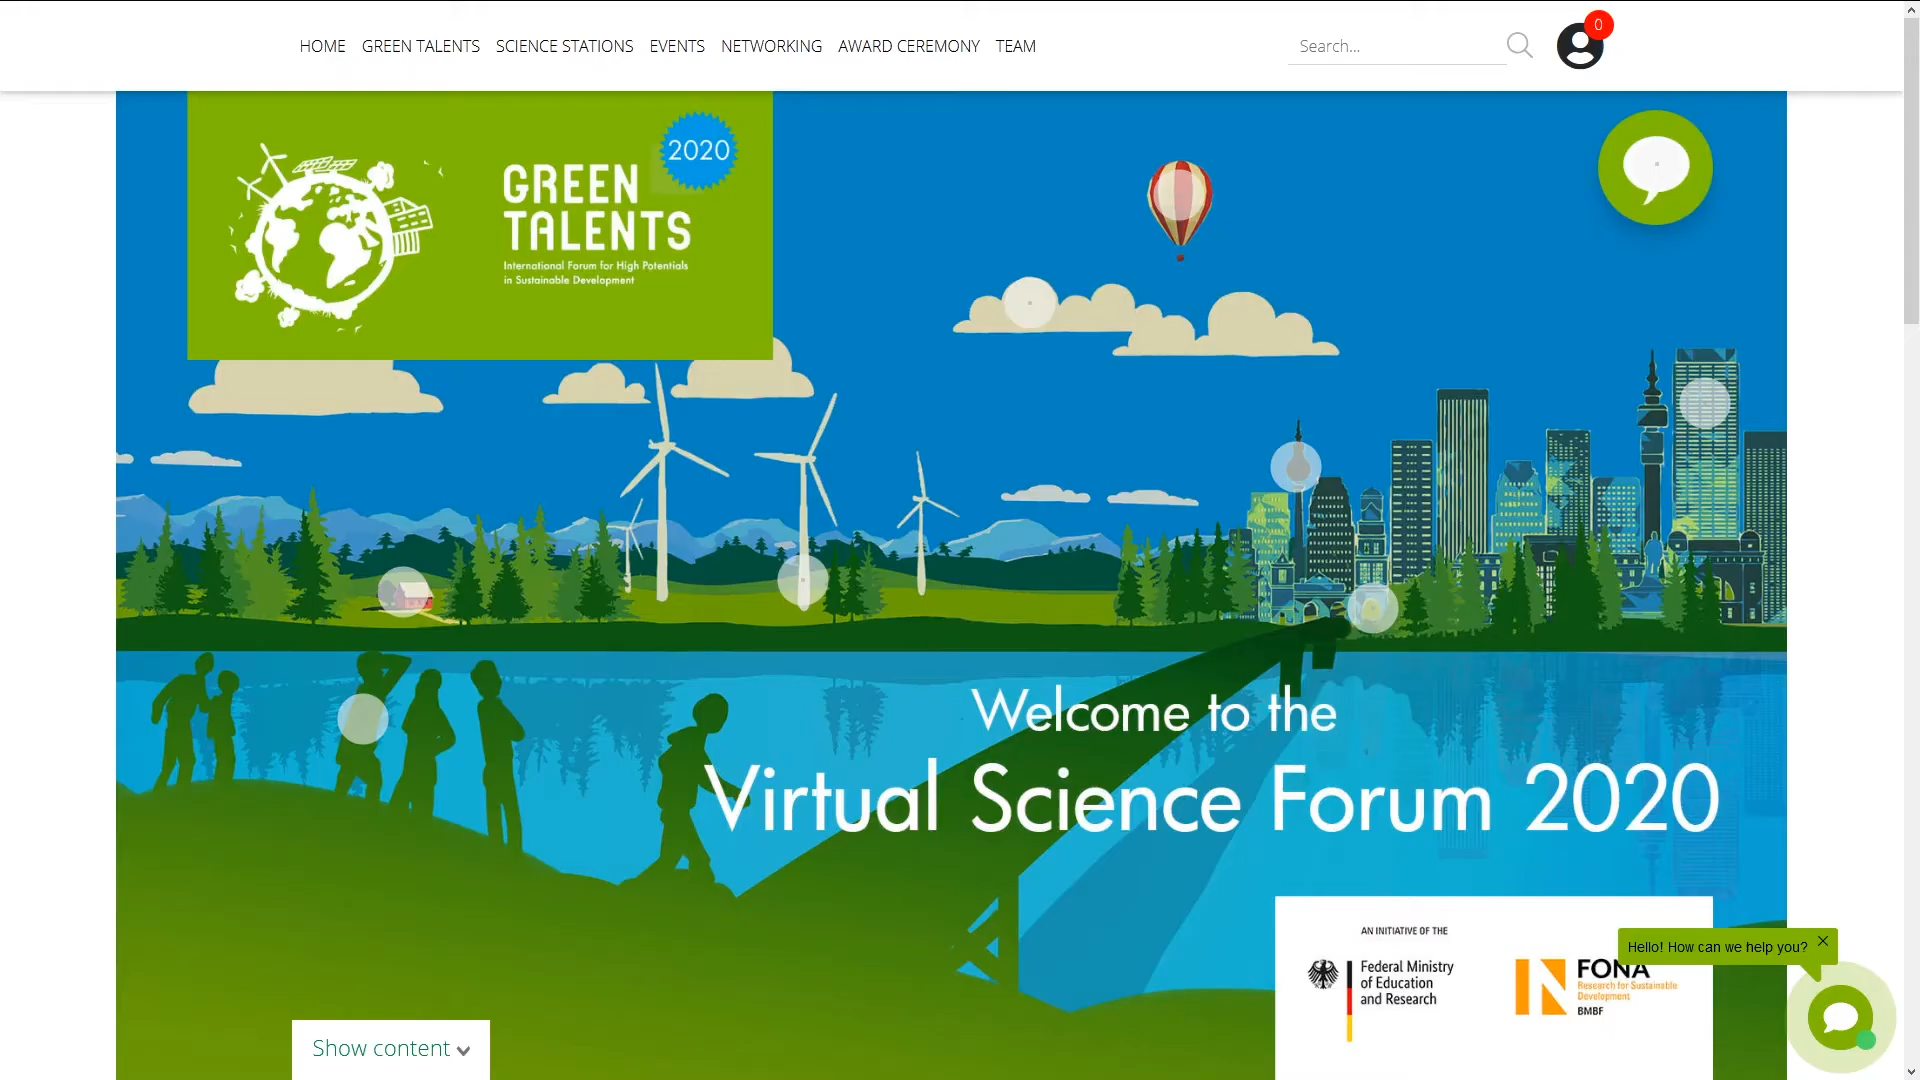 HOME GREEN TALENTS SCIENCE STATIONS EVENTS NETWORKING AWARD CEREMONY TEAM
Search...
0
2020
GREEN
TALENTS
International Forum for High Potentials
in Sustainable Development
Welcome to the
Virtual Science Forum 2020
AN INITIATIVE OF THE
Federal Ministry
of Education
and Research
FONA
Research for Sustainable
Development
BMBF
Hello! How can we help you?
Show content